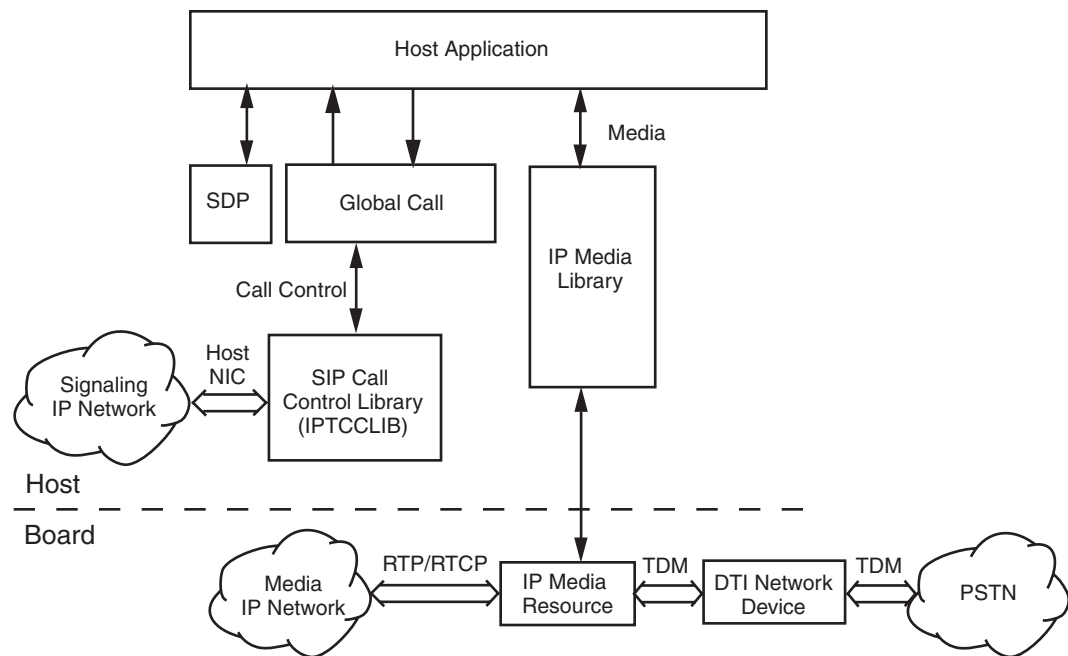 Host Application
Media
SDP
Global Call
IP Media
Library
Call Control
Host
NIC
Signaling
IP Network
SIP Call
Control Library
(IPTCCLIB)
Host
Board
RTP/RTCP
TDM
TDM
Media
IP Network
IP Media
Resource
DTI Network
Device
PSTN